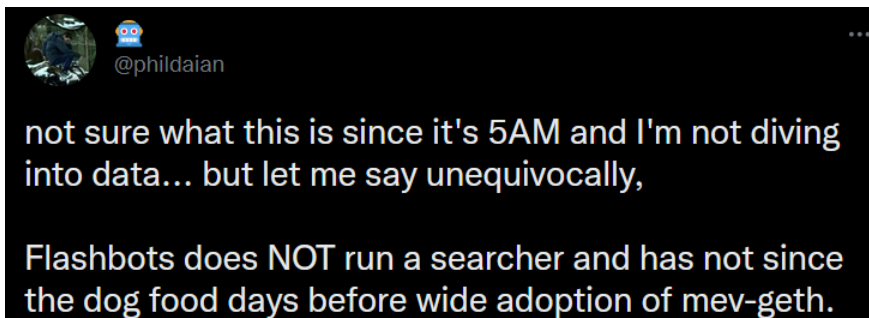 @phildaian
not sure what this is since it's 5AM and I'm not diving
into data... but let me say unequivocally,
Flashbots does NOT run a searcher and has not since
the dog food days before wide adoption of mev-geth.